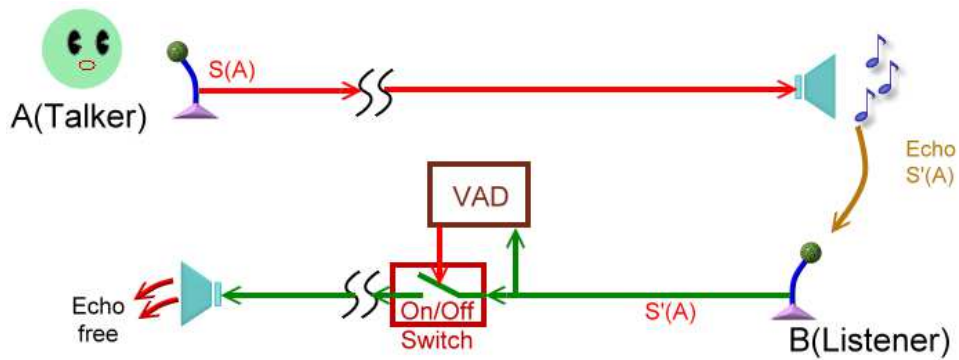 S(A)
A(Talker)
Echo
S'(A)
VAD
On/Off
Switch
S'(A)
Echo
free
B(Listener)